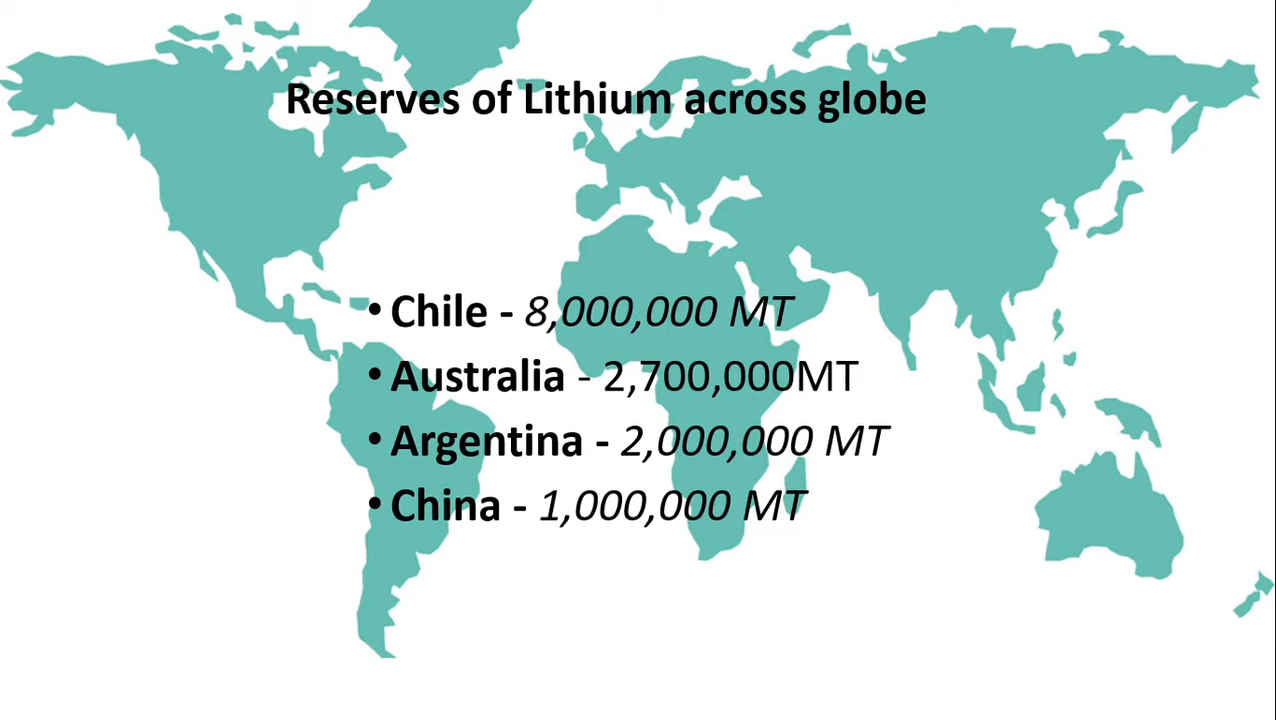 Reserves of Lithium across globe
• Chile - 8,000,000 MT
• Australia - 2,700,000MT
• Argentina - 2,000,000 MT
• China - 1,000,000 MT